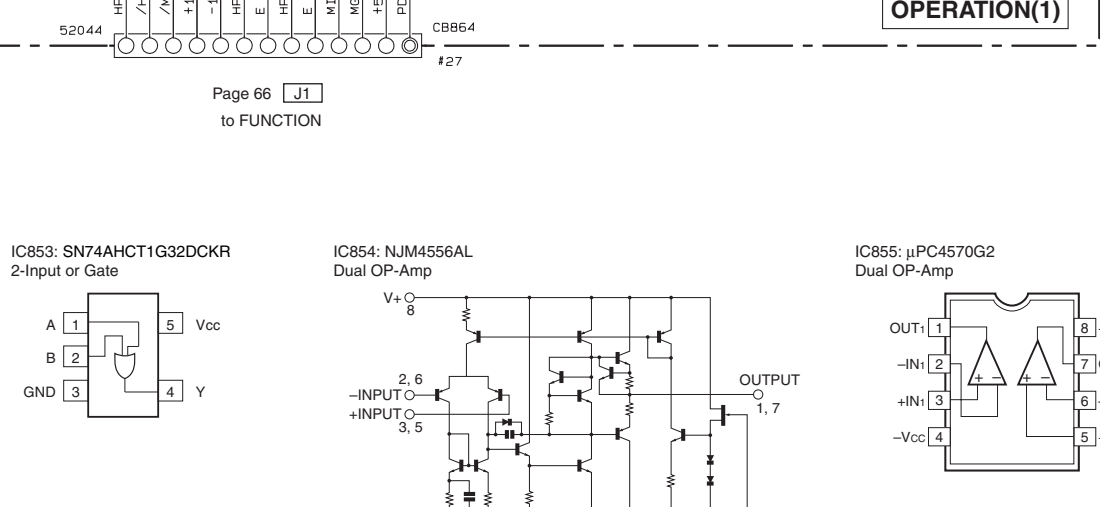 OPERATION(1)
52044
CB864
#27
Page 66 J1
to FUNCTION
IC853: SN74AHCT1G32DCKR
2-Input or Gate
A 1
5 Vcc
B 2
GND 3
4 Y
IC854: NJM4556AL
Dual OP-Amp
V+
8
2, 6
–INPUT
+INPUT
3, 5
OUTPUT
1, 7
IC855: µPC4570G2
Dual OP-Amp
OUT1 1
8
–IN1 2
7
+ –
+ –
+IN1 3
6
–Vcc 4
5